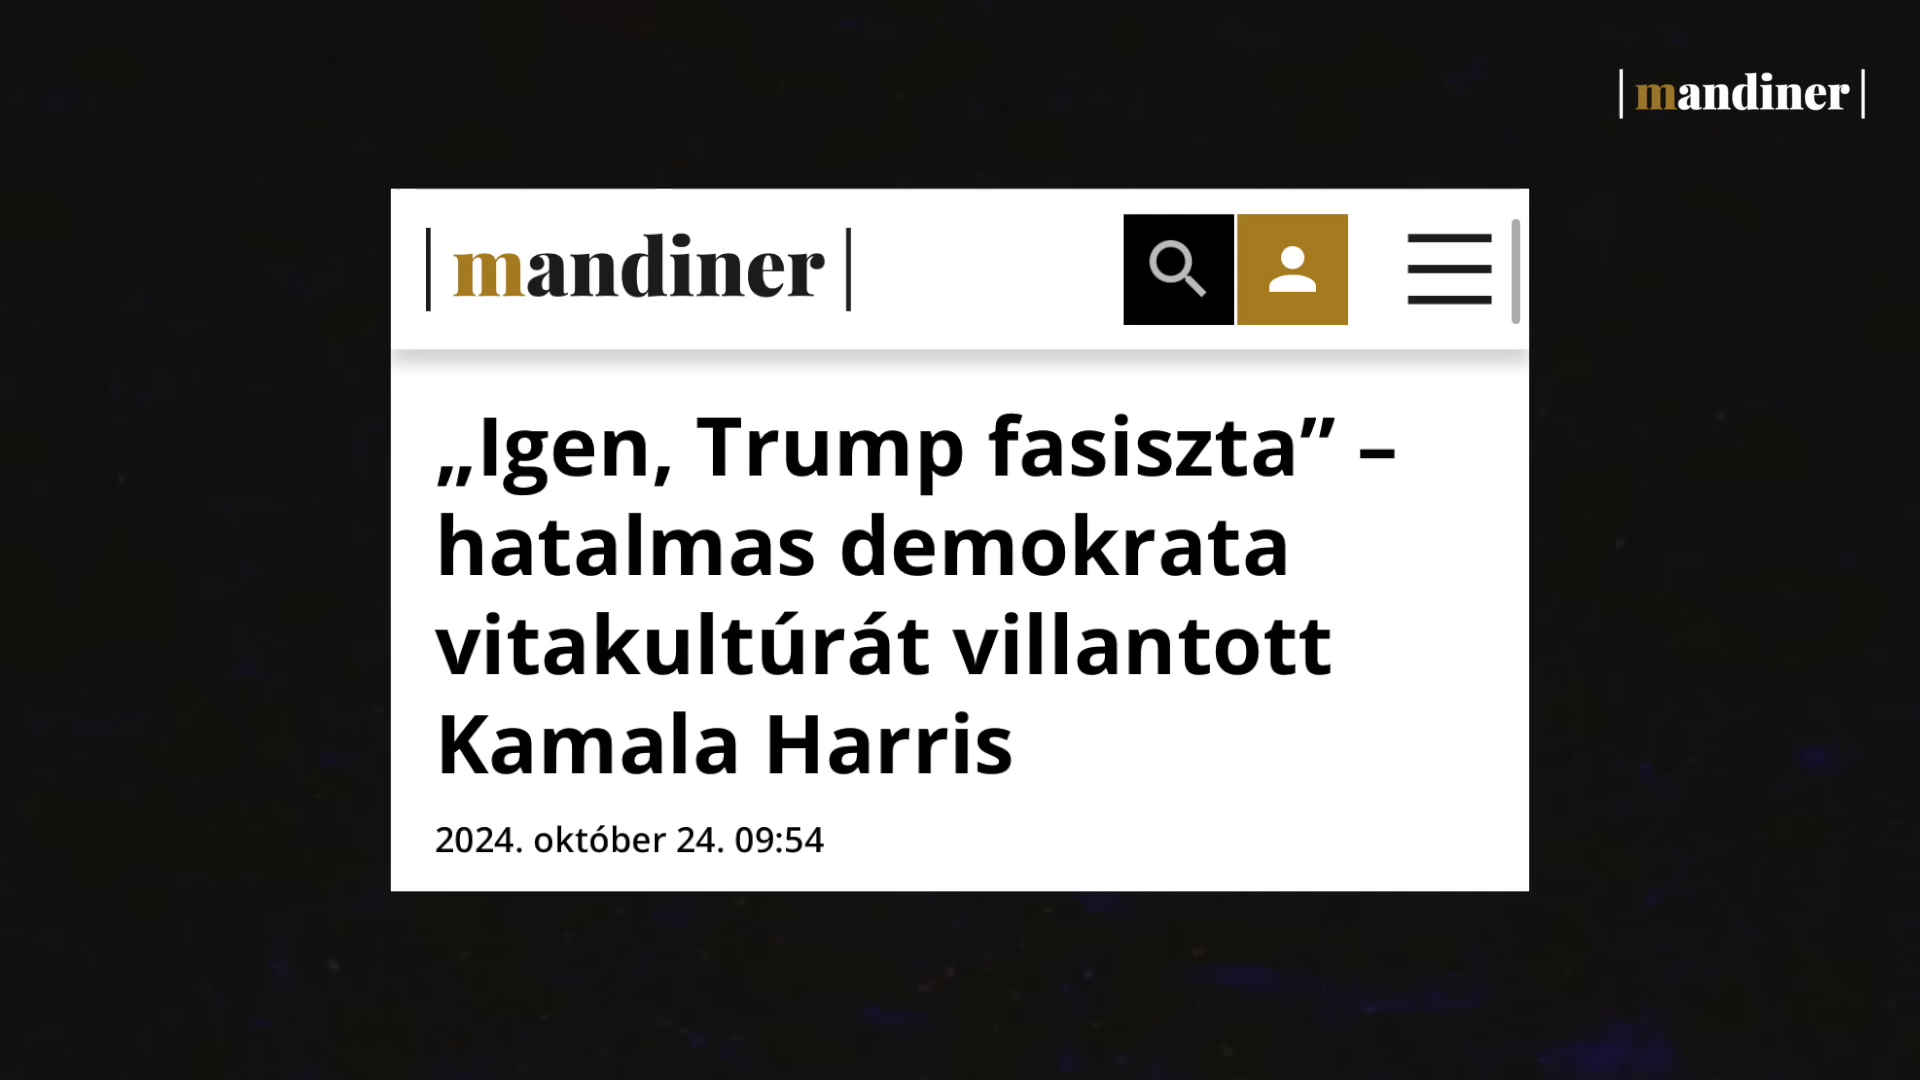 |mandiner|
|mandiner|
„Igen, Trump fasiszta” –
hatalmas demokrata
vitakultúrát villantott
Kamala Harris
2024. október 24. 09:54